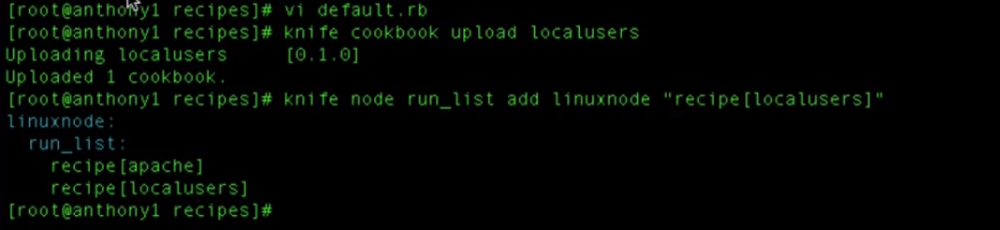 [root@anthony1 recipes]# vi default.rb
[root@anthony1 recipes]# knife cookbook upload localusers
Uploading localusers     [0.1.0]
Uploaded 1 cookbook.
[root@anthony1 recipes]# knife node run_list add linuxnode "recipe[localusers]"
linuxnode:
  run_list:
    recipe[apache]
    recipe[localusers]
[root@anthony1 recipes]#